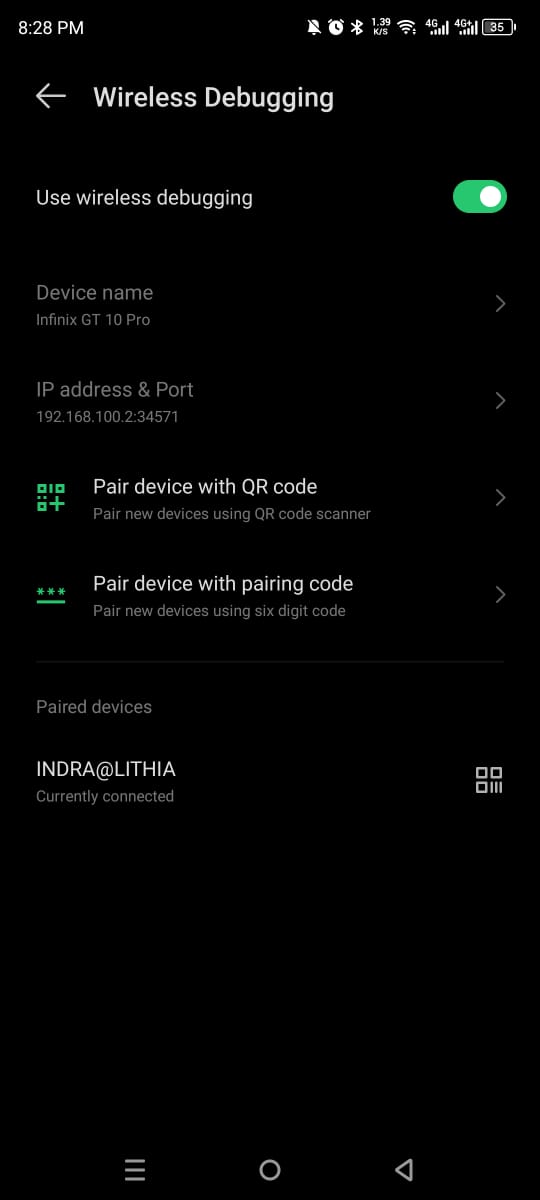 8:28 PM
1.39
K/S
4G
4G+
35
Wireless Debugging
Use wireless debugging
Device name
Infinix GT 10 Pro
IP address & Port
192.168.100.2:34571
Pair device with QR code
Pair new devices using QR code scanner
***
Pair device with pairing code
Pair new devices using six digit code
Paired devices
INDRA@LITHIA
Currently connected